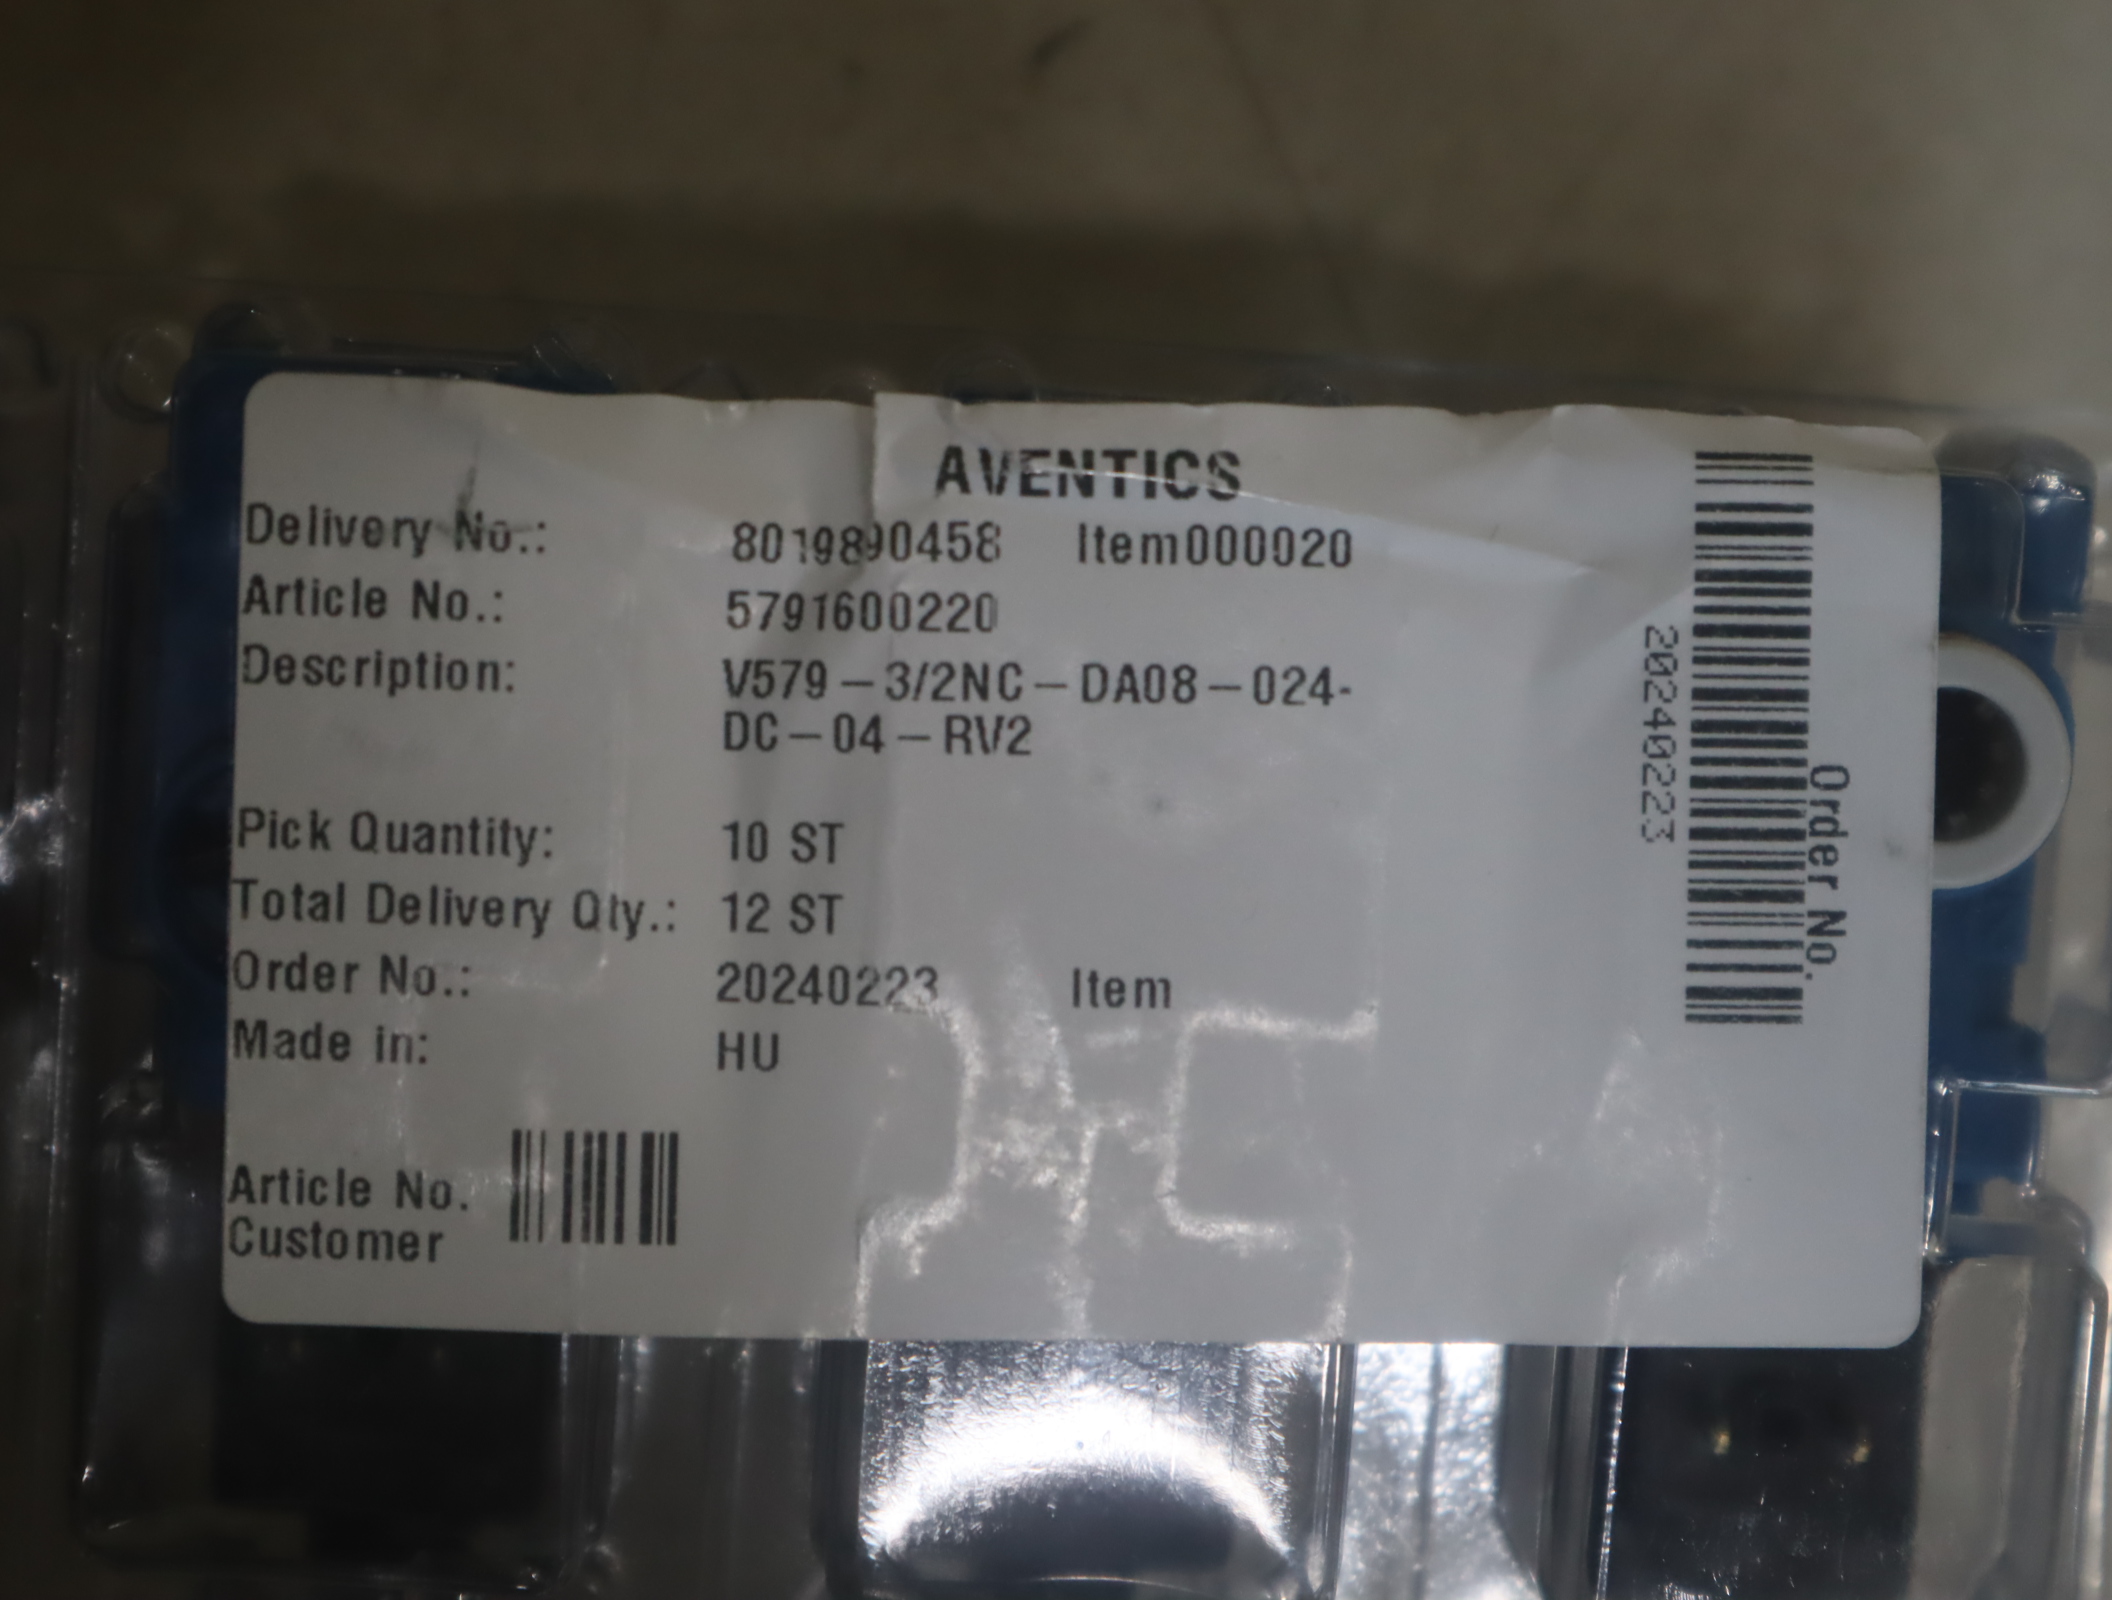 AVENTICS
Delivery No.: 8019890458 Item000020
Article No.: 5791600220
Description: V579-3/2NC-DA08-024-
DC-04-RV2
Pick Quantity: 10 ST
Total Delivery Qty.: 12 ST
Order No.: 20240223 Item
Made in: HU
Article No.
Customer
Order No.
20240223